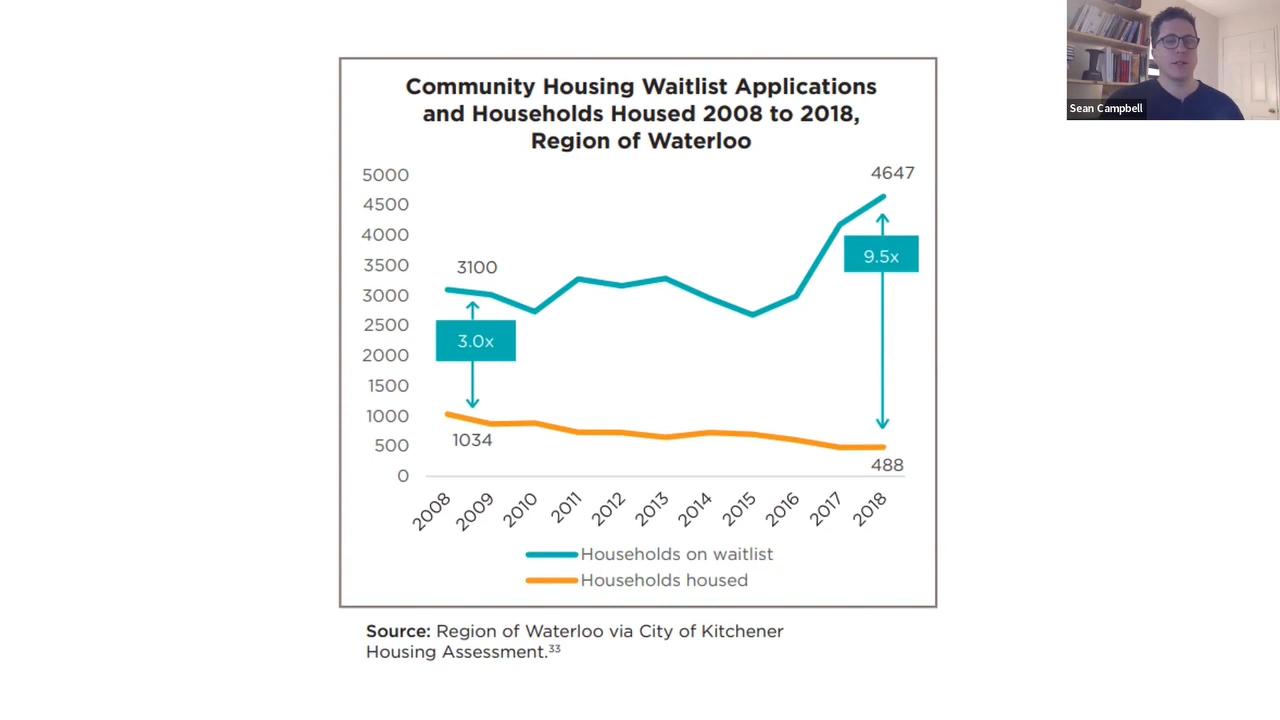 Sean Campbell
Community Housing Waitlist Applications
and Households Housed 2008 to 2018,
Region of Waterloo
5000
4500
4000
3500
3000
2500
2000
1500
1000
500
0
3100
3.0x
1034
4647
9.5x
488
2008
2009
2010
2011
2012
2013
2014
2015
2016
2017
2018
Households on waitlist
Households housed
Source: Region of Waterloo via City of Kitchener
Housing Assessment.³³